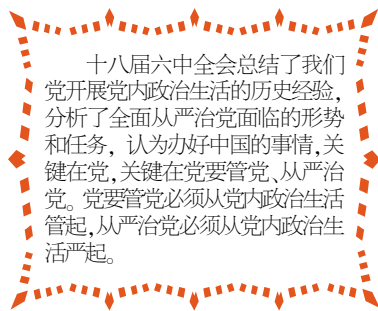 十八届六中全会总结了我们
党开展党内政治生活的历史经验,
分析了全面从严治党面临的形势
和任务, 认为办好中国的事情,关
键在党,关键在党要管党、从严治
党。党要管党必须从党内政治生活
管起,从严治党必须从党内政治生
活严起。